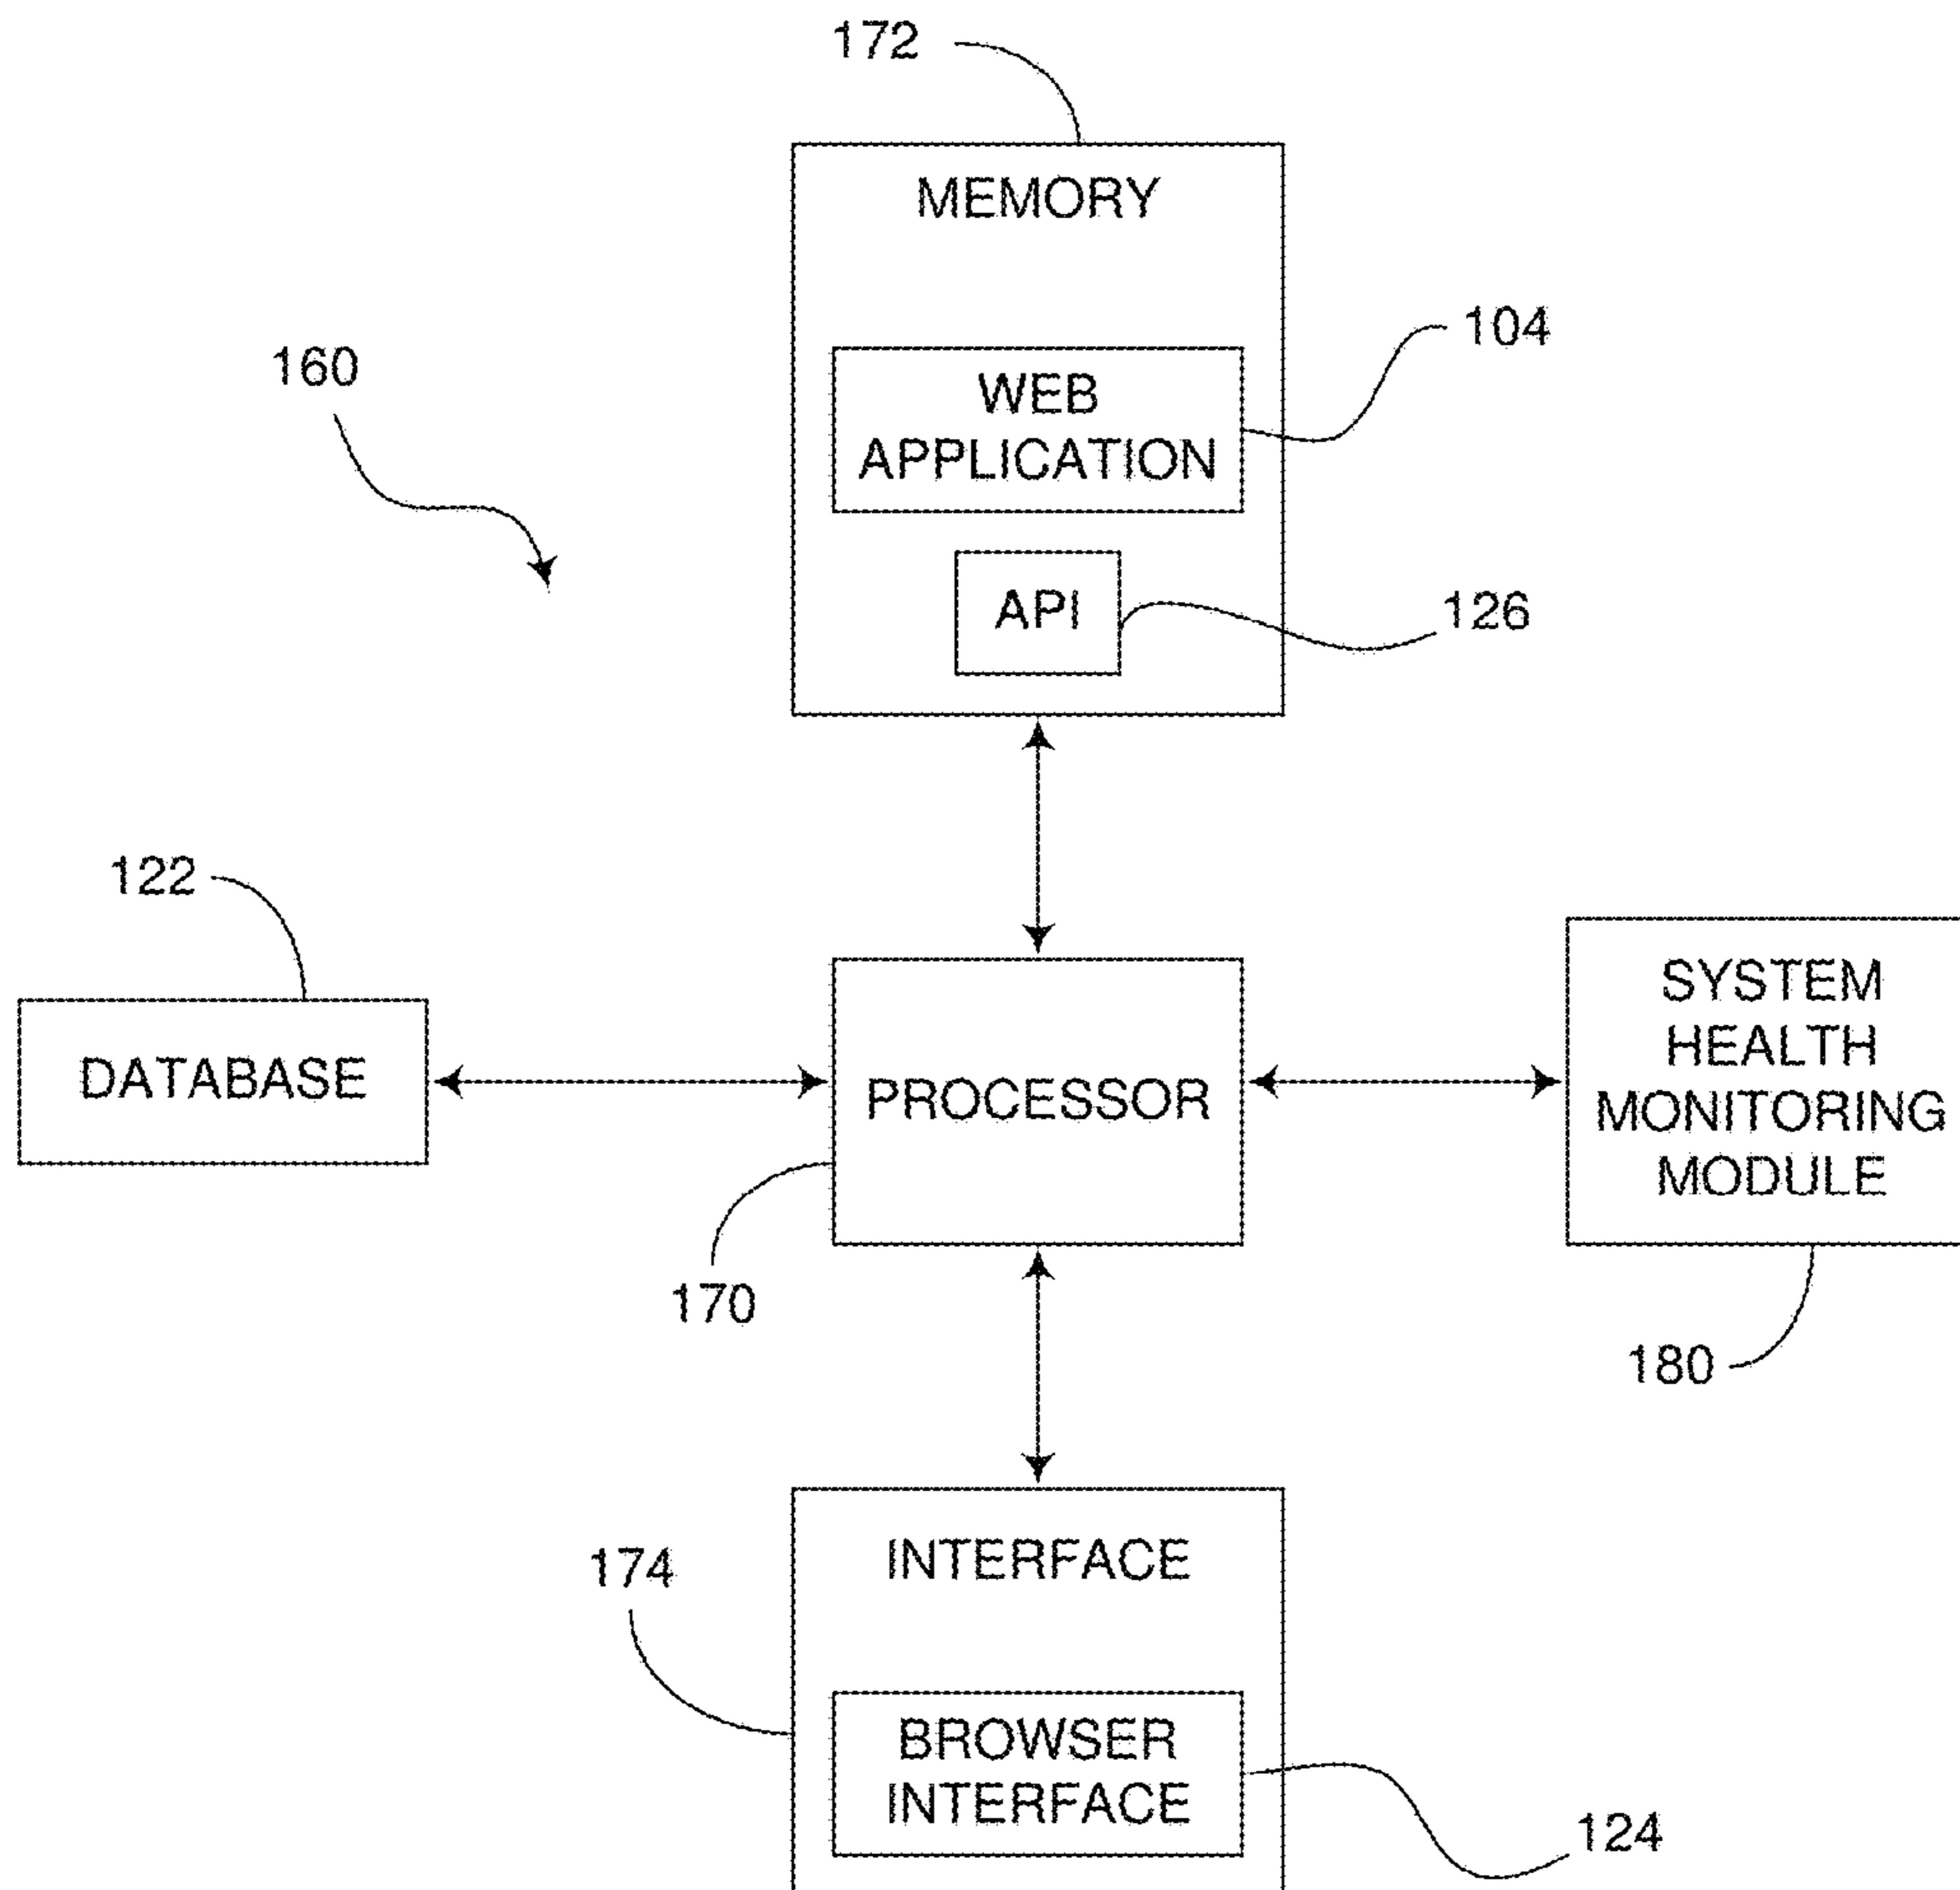 172
MEMORY
104
160
WEB
APPLICATION
API
126
122
DATABASE
PROCESSOR
SYSTEM
HEALTH
MONITORING
MODULE
170
180
INTERFACE
174
BROWSER
INTERFACE
124